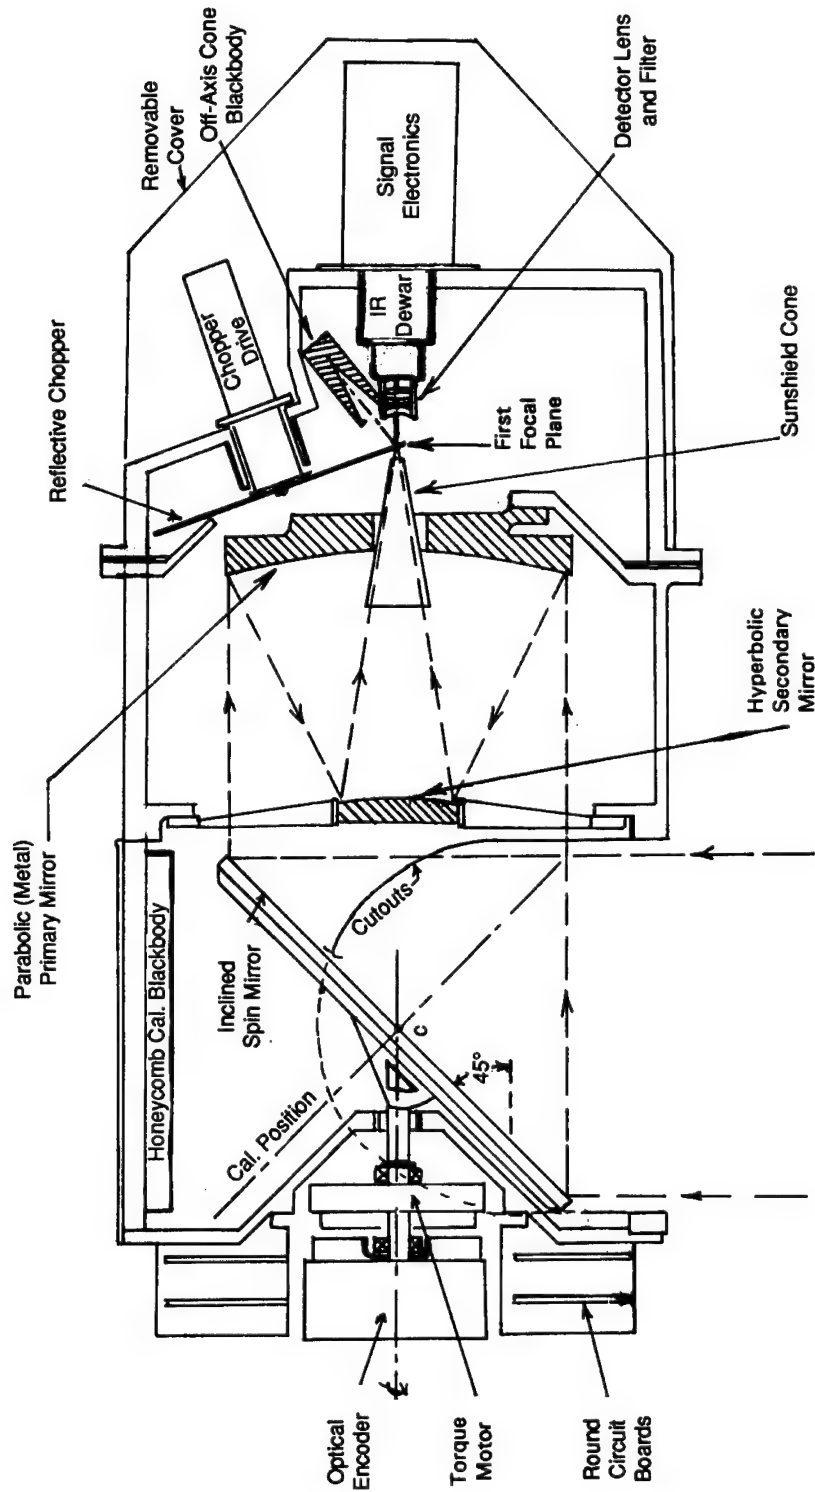 Removable
Cover
Off-Axis Cone
Blackbody
Reflective Chopper
Chopper
Drive
Signal
Electronics
IR
Dewar
Detector Lens
and Filter
First
Focal
Plane
Sunshield Cone
Parabolic (Metal)
Primary Mirror
Hyperbolic
Secondary
Mirror
Honeycomb Cal. Blackbody
Inclined
Spin Mirror
Cutouts
Cal. Position
c
45°
Optical
Encoder
Torque
Motor
Round
Circuit
Boards